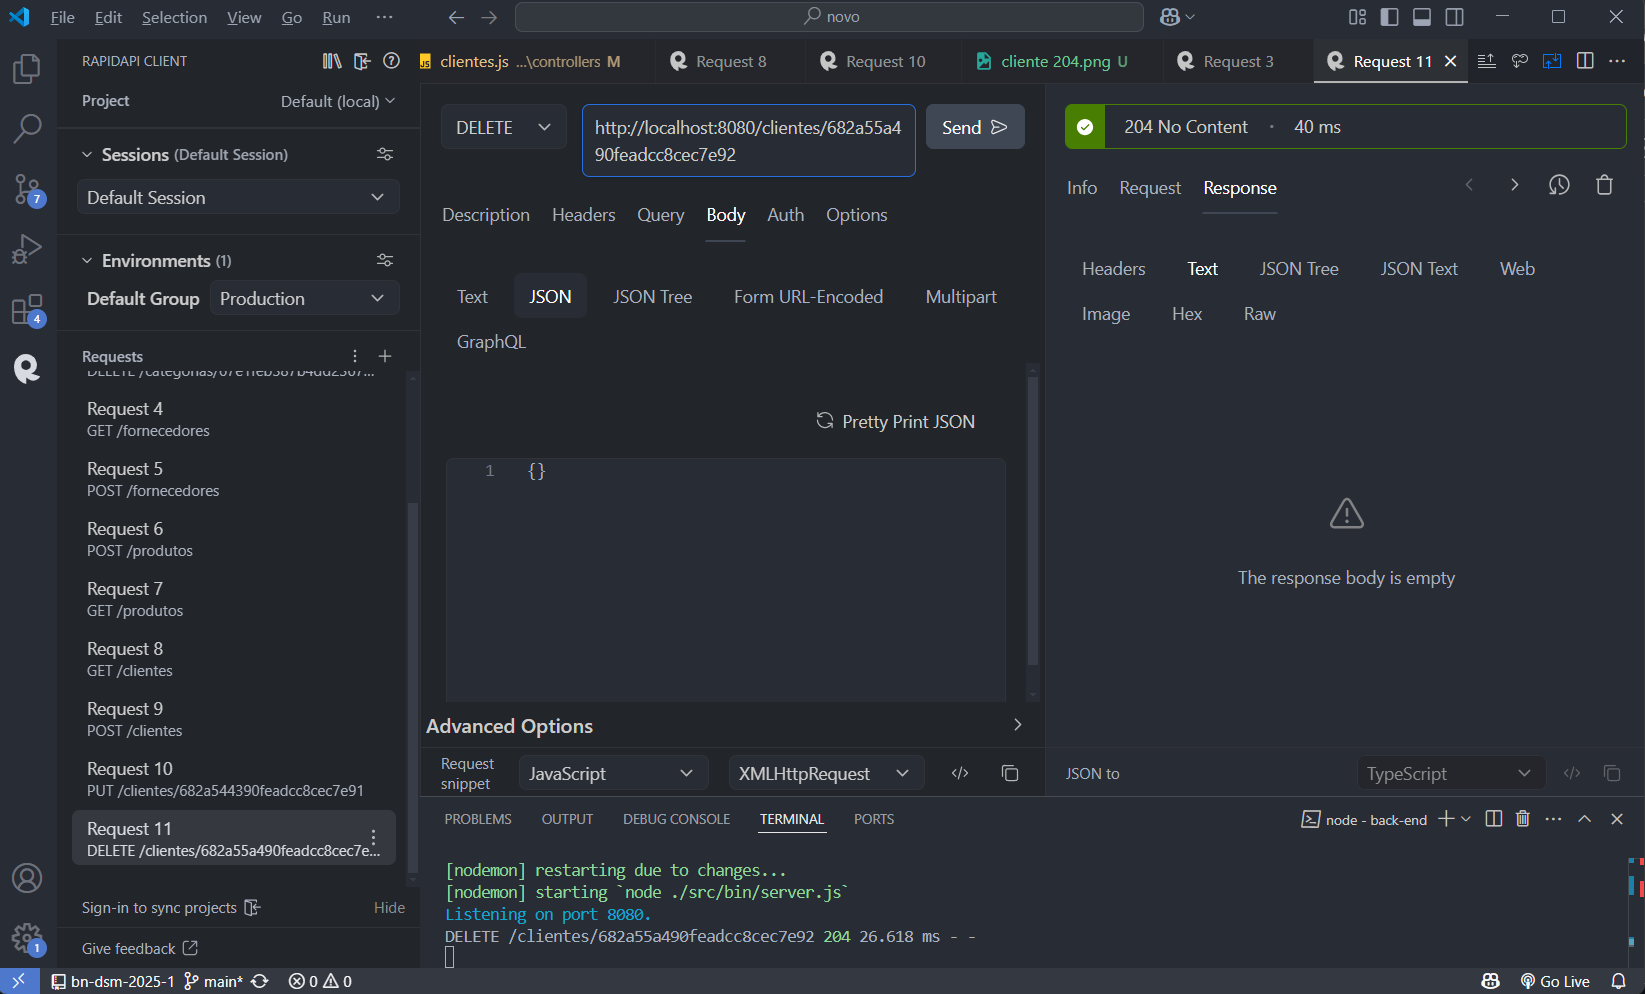 File Edit Selection View Go Run ··· novo
RAPIDAPI CLIENT
JS clientes.js ...\controllers M
Request 8
Request 10
cliente 204.png U
Request 3
Request 11
Project
Default (local)
Sessions (Default Session)
Default Session
Environments (1)
Default Group
Production
Requests
Request 4
GET /fornecedores
Request 5
POST /fornecedores
Request 6
POST /produtos
Request 7
GET /produtos
Request 8
GET /clientes
Request 9
POST /clientes
Request 10
PUT /clientes/682a544390feadcc8cec7e91
Request 11
DELETE /clientes/682a55a490feadcc8cec7e...
Sign-in to sync projects
Hide
Give feedback
7
4
1
DELETE
http://localhost:8080/clientes/682a55a4
90feadcc8cec7e92
Send
Description Headers Query Body Auth Options
Text JSON JSON Tree Form URL-Encoded Multipart
GraphQL
Pretty Print JSON
1 {}
Advanced Options
Request
snippet
JavaScript
XMLHttpRequest
204 No Content · 40 ms
Info Request Response
Headers Text JSON Tree JSON Text Web
Image Hex Raw
The response body is empty
JSON to
TypeScript
PROBLEMS OUTPUT DEBUG CONSOLE TERMINAL PORTS
node - back-end
[nodemon] restarting due to changes...
[nodemon] starting `node ./src/bin/server.js`
Listening on port 8080.
DELETE /clientes/682a55a490feadcc8cec7e92 204 26.618 ms - -
bn-dsm-2025-1 main* 0 0
Go Live